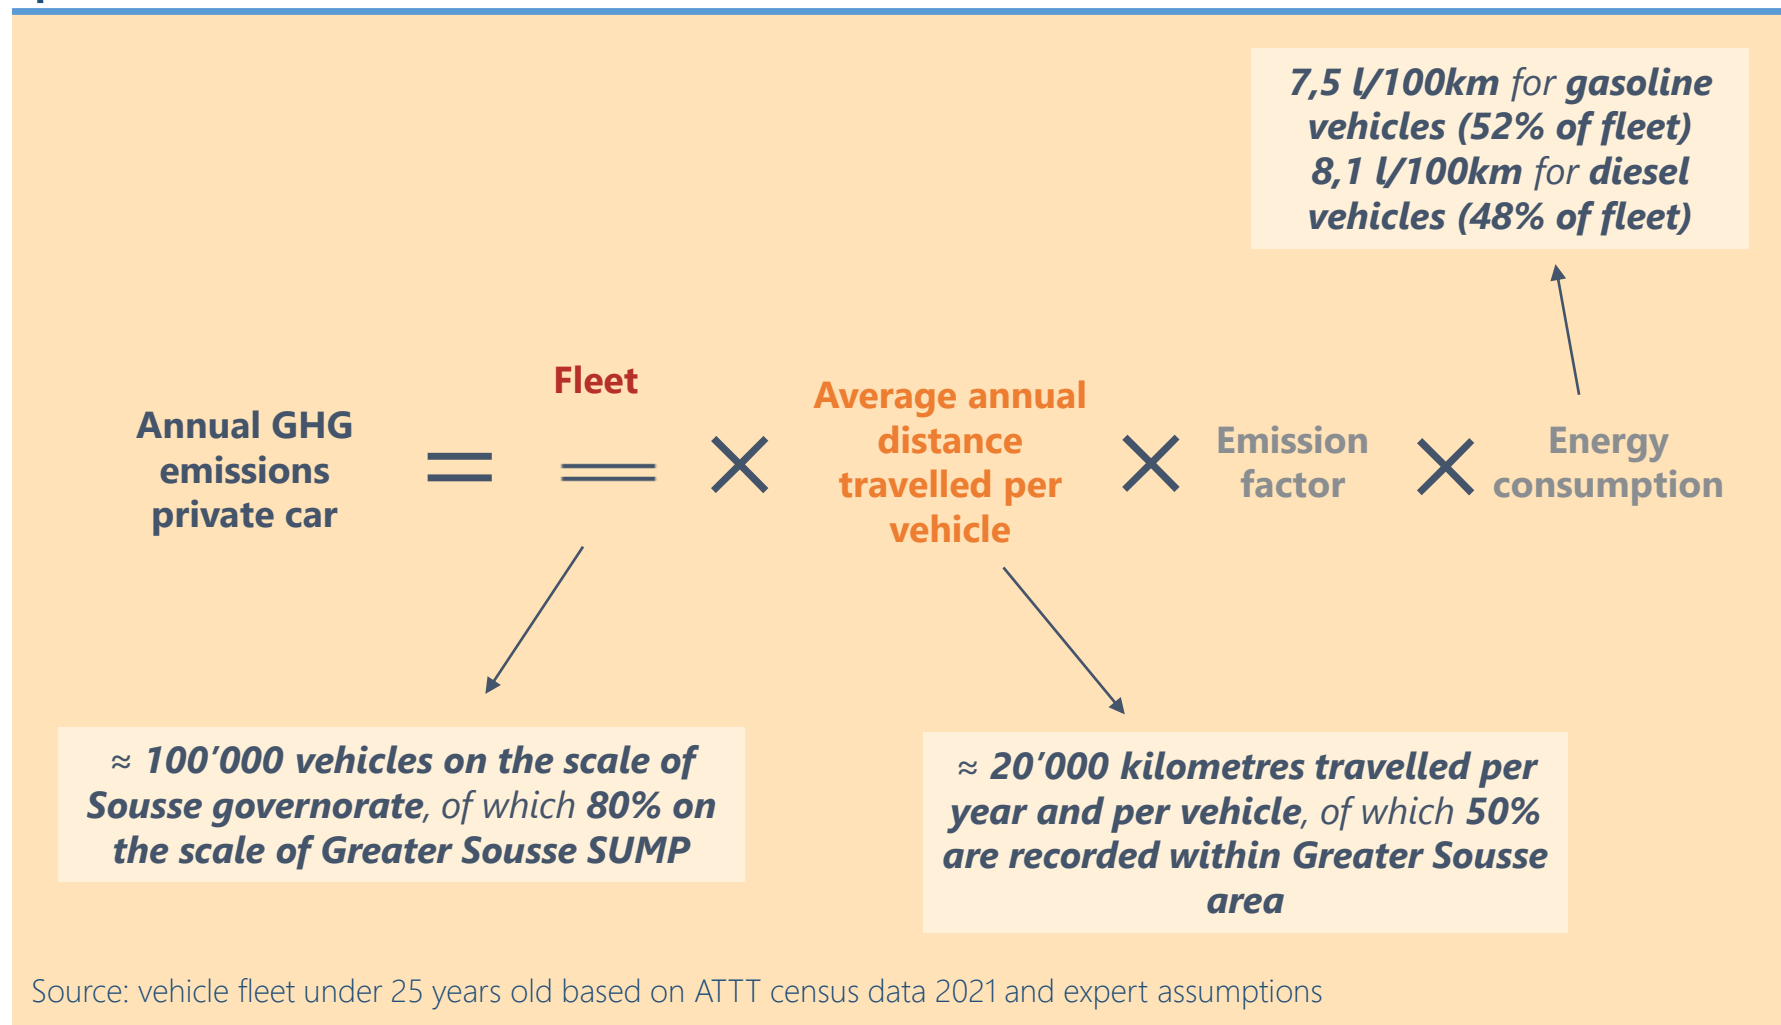 7,5 l/100km for gasoline
vehicles (52% of fleet)
8,1 l/100km for diesel
vehicles (48% of fleet)
Annual GHG
emissions
private car
=
Fleet
×
Average annual
distance
travelled per
vehicle
×
Emission
factor
×
Energy
consumption
≈ 100’000 vehicles on the scale of
Sousse governorate, of which 80% on
the scale of Greater Sousse SUMP
≈ 20’000 kilometres travelled per
year and per vehicle, of which 50%
are recorded within Greater Sousse
area
Source: vehicle fleet under 25 years old based on ATTT census data 2021 and expert assumptions